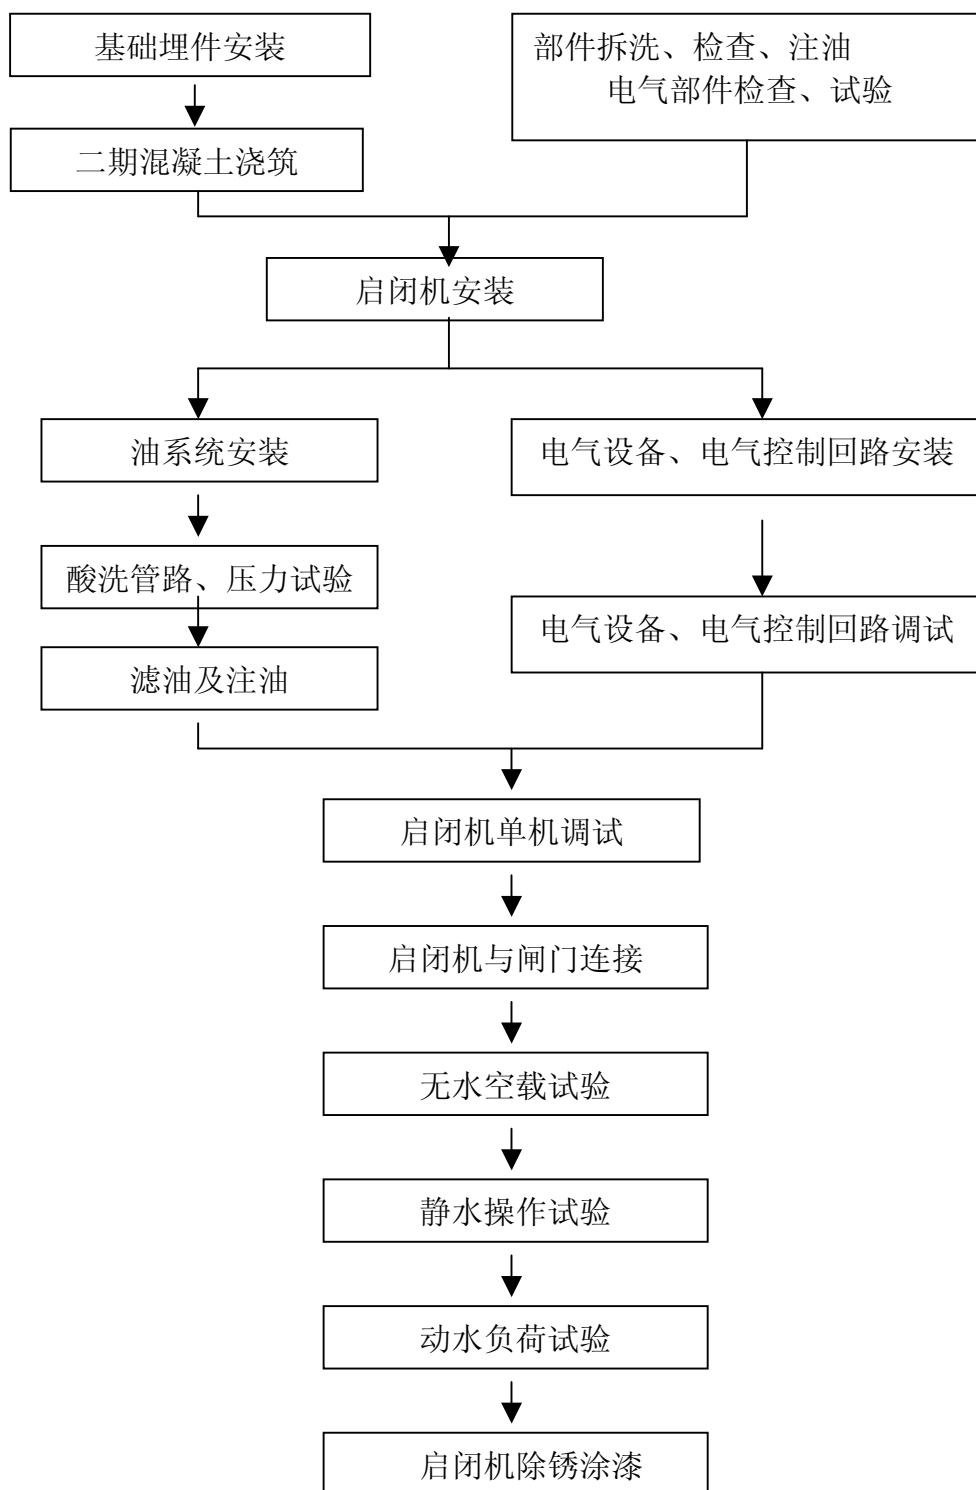 基础埋件安装
部件拆洗、检查、注油
电气部件检查、试验
二期混凝土浇筑
启闭机安装
油系统安装
电气设备、电气控制回路安装
酸洗管路、压力试验
电气设备、电气控制回路调试
滤油及注油
启闭机单机调试
启闭机与闸门连接
无水空载试验
静水操作试验
动水负荷试验
启闭机除锈涂漆